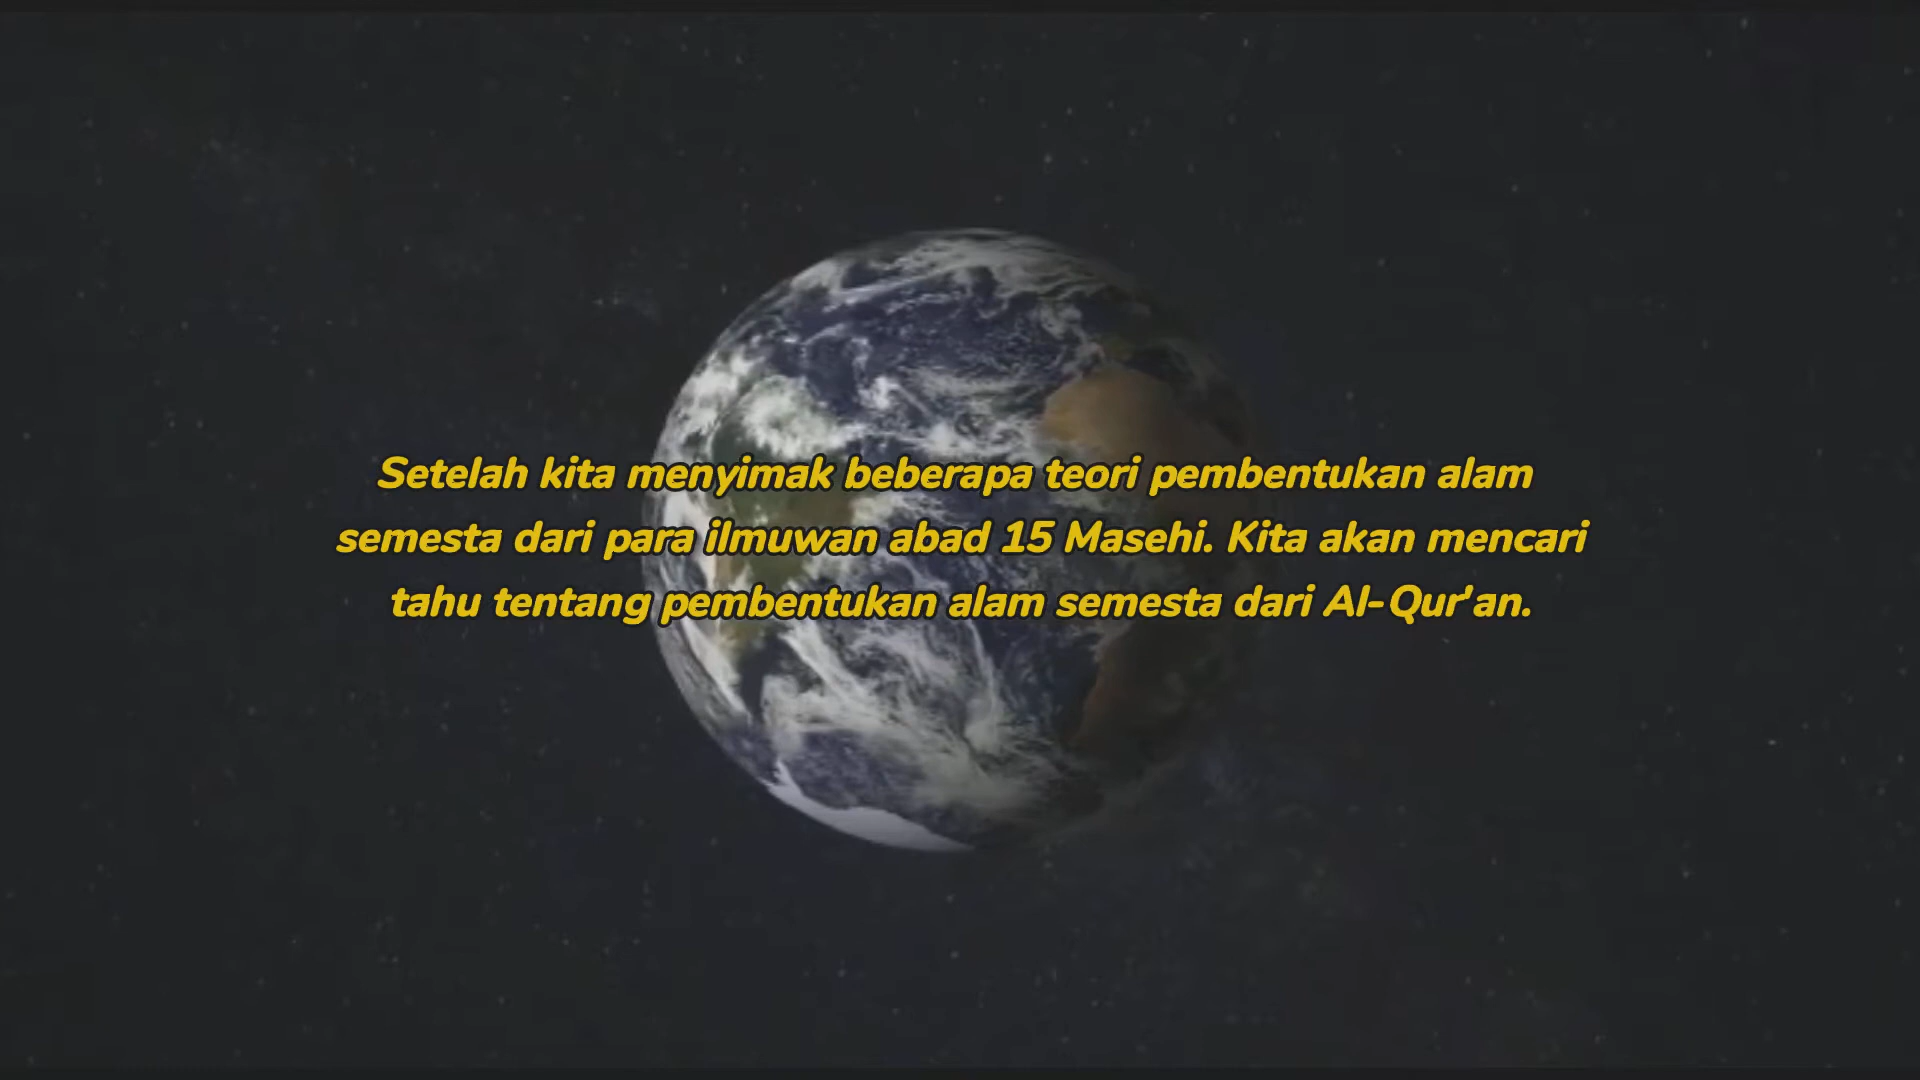 Setelah kita menyimak beberapa teori pembentukan alam
semesta dari para ilmuwan abad 15 Masehi. Kita akan mencari
tahu tentang pembentukan alam semesta dari Al-Qur'an.